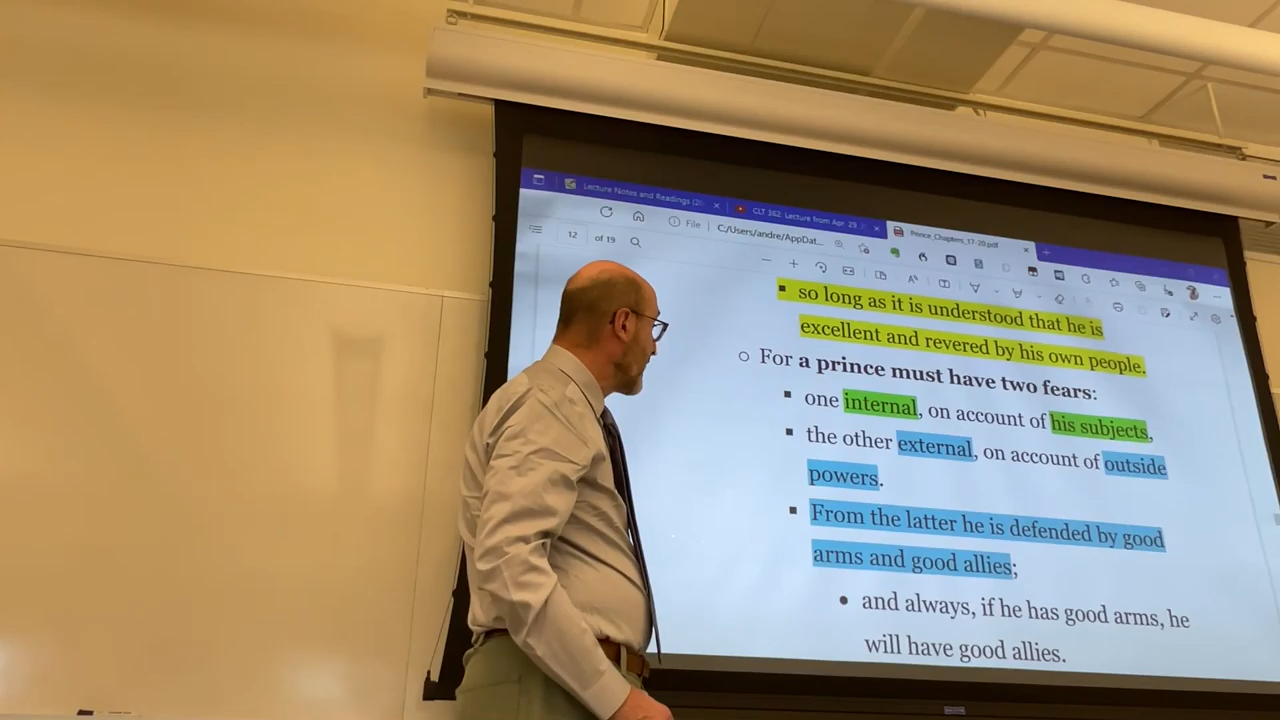 Lecture Notes and Readings (20
CLT 362 Lecture from Apr. 29
Prince_Chapters_17-20.pdf
File C:/Users/andre/AppDat...
12 of 19
so long as it is understood that he is
excellent and revered by his own people.
For a prince must have two fears:
one internal, on account of his subjects,
the other external, on account of outside
powers.
From the latter he is defended by good
arms and good allies;
and always, if he has good arms, he
will have good allies.